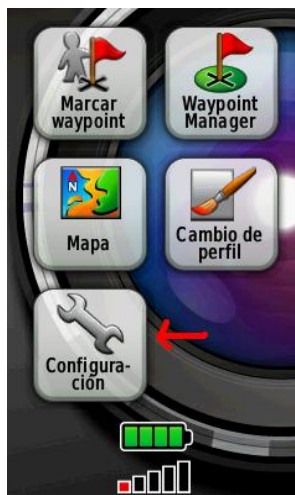 Marcar
waypoint
Waypoint
Manager
N
Mapa
Cambio de
perfil
Configura-
ción